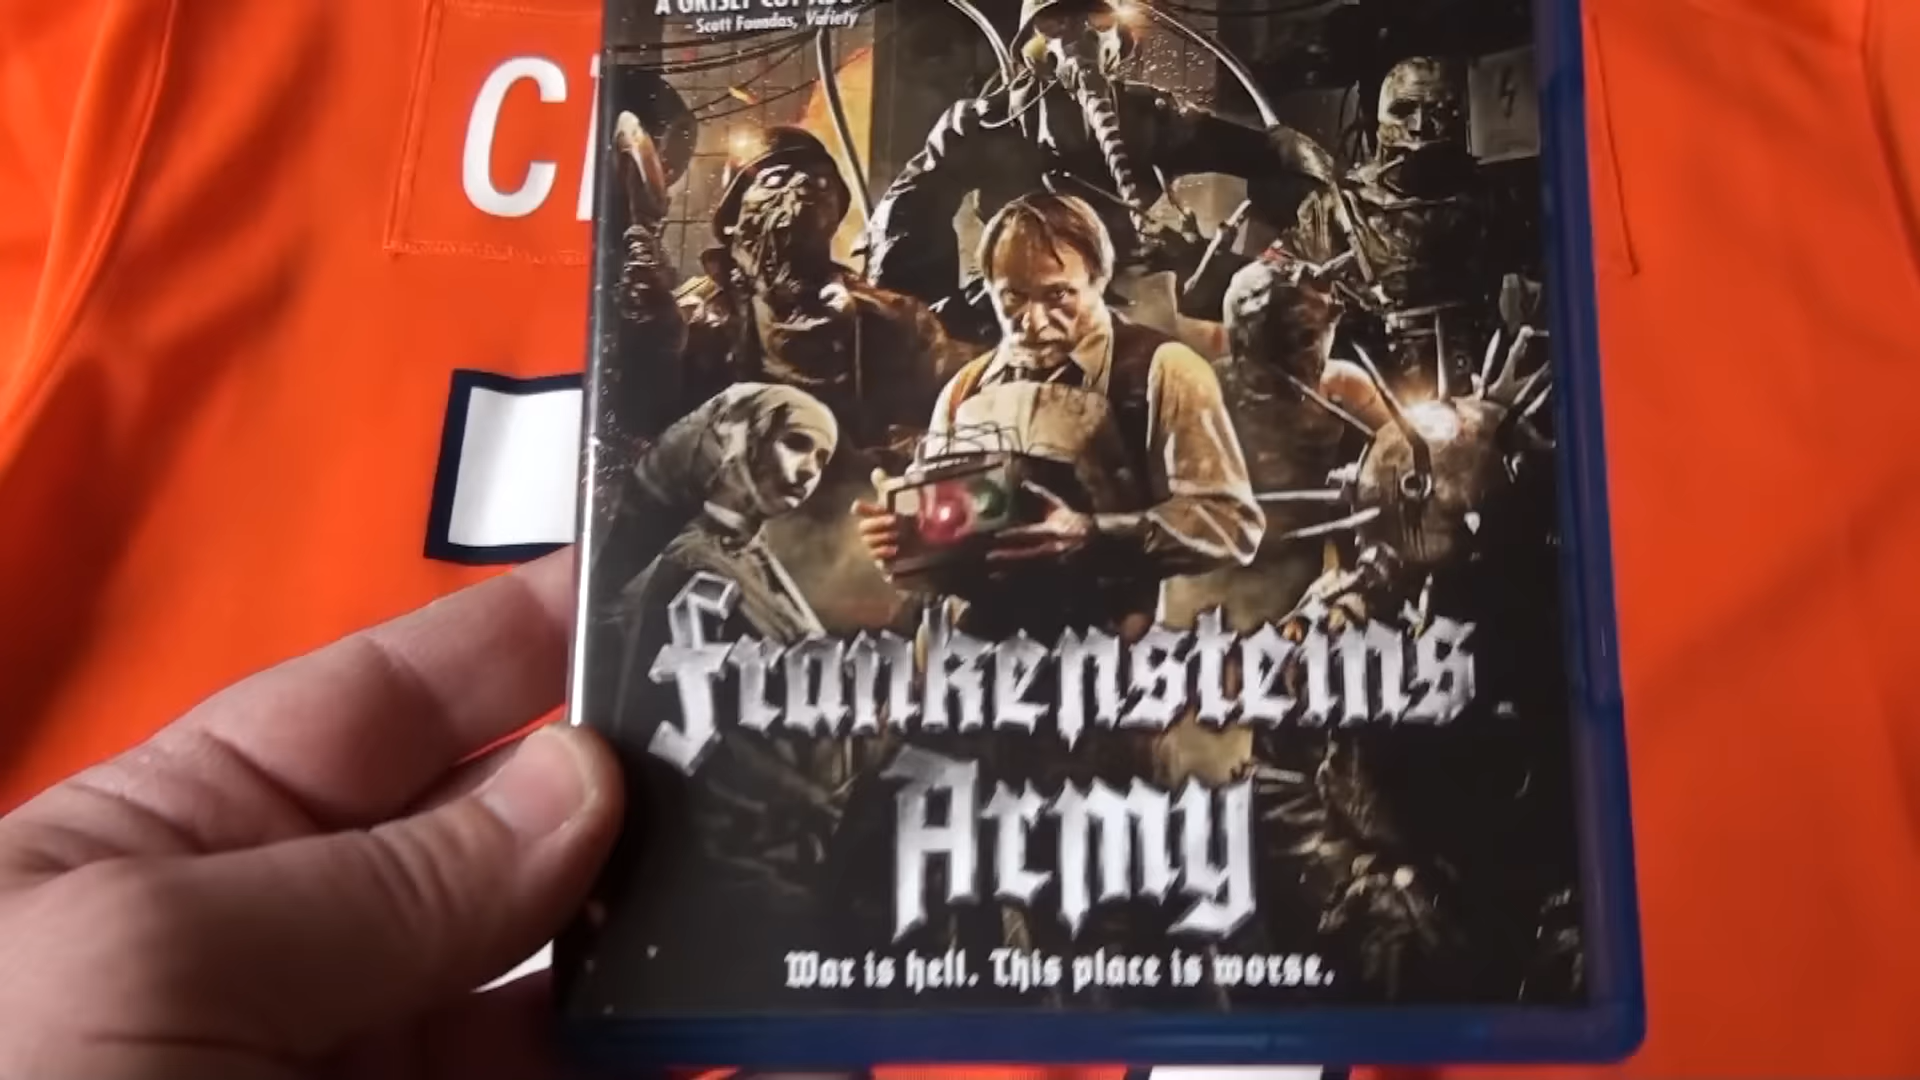 A GRISLY
- Scott Foundas, Variety
C
Frankenstein's
Army
War is hell. This place is worse.